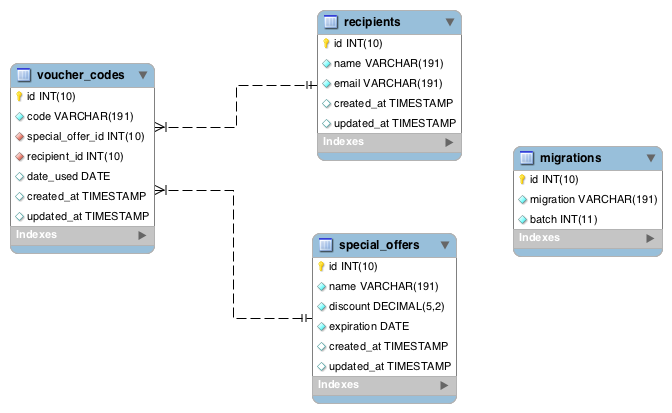 voucher_codes
id INT(10)
code VARCHAR(191)
special_offer_id INT(10)
recipient_id INT(10)
date_used DATE
created_at TIMESTAMP
updated_at TIMESTAMP
Indexes
recipients
id INT(10)
name VARCHAR(191)
email VARCHAR(191)
created_at TIMESTAMP
updated_at TIMESTAMP
Indexes
special_offers
id INT(10)
name VARCHAR(191)
discount DECIMAL(5,2)
expiration DATE
created_at TIMESTAMP
updated_at TIMESTAMP
Indexes
migrations
id INT(10)
migration VARCHAR(191)
batch INT(11)
Indexes